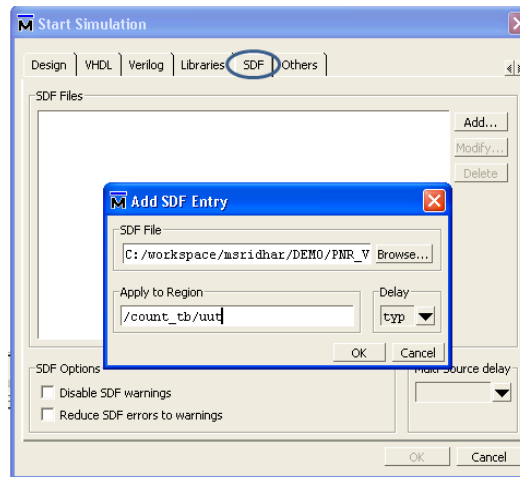 Start Simulation
Design VHDL Verilog Libraries SDF Others
SDF Files
Add...
Modify...
Delete
Add SDF Entry
SDF File
C:/workspace/msridhar/DEMO/PNR_V Browse...
Apply to Region Delay
/count_tb/uut typ
OK Cancel
SDF Options Multi Source delay
Disable SDF warnings
Reduce SDF errors to warnings
OK Cancel